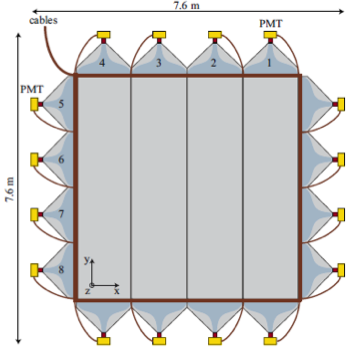 7.6 m
cables
PMT
4 3 2 1
PMT
5
6
7.6 m
7
8
y
z x